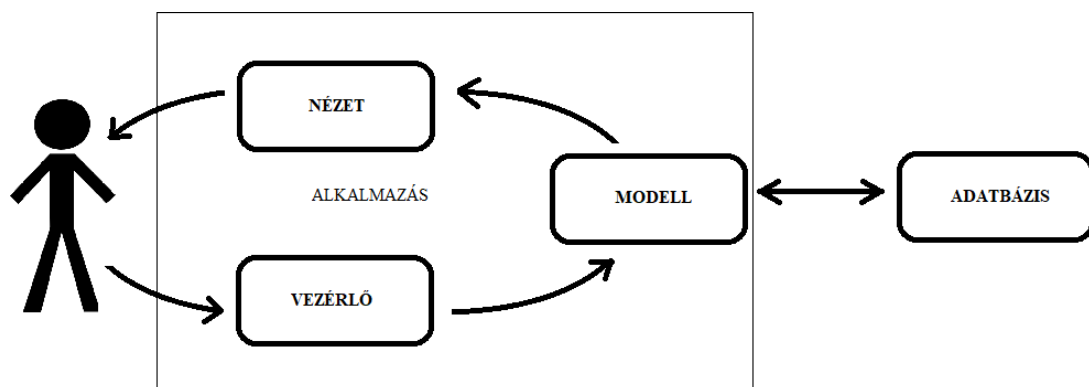 NÉZET
ALKALMAZÁS
MODELL
ADATBÁZIS
VEZÉRLŐ